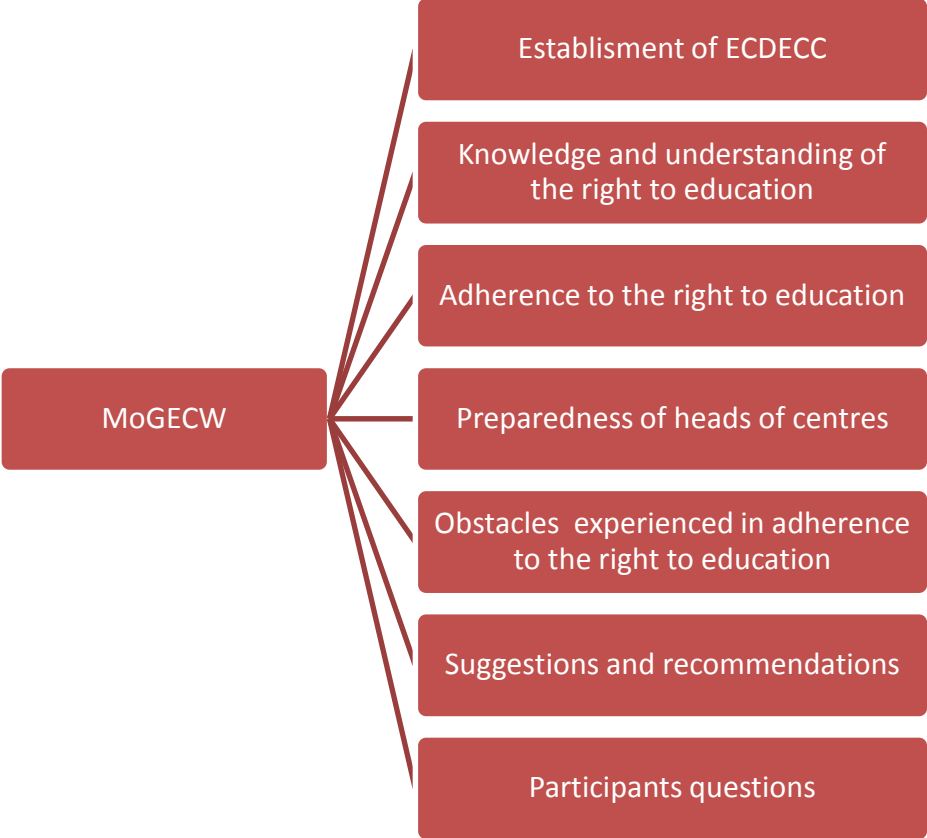 Establisment of ECDECC
Knowledge and understanding of
the right to education
Adherence to the right to education
MoGECW
Preparedness of heads of centres
Obstacles  experienced in adherence
to the right to education
Suggestions and recommendations
Participants questions